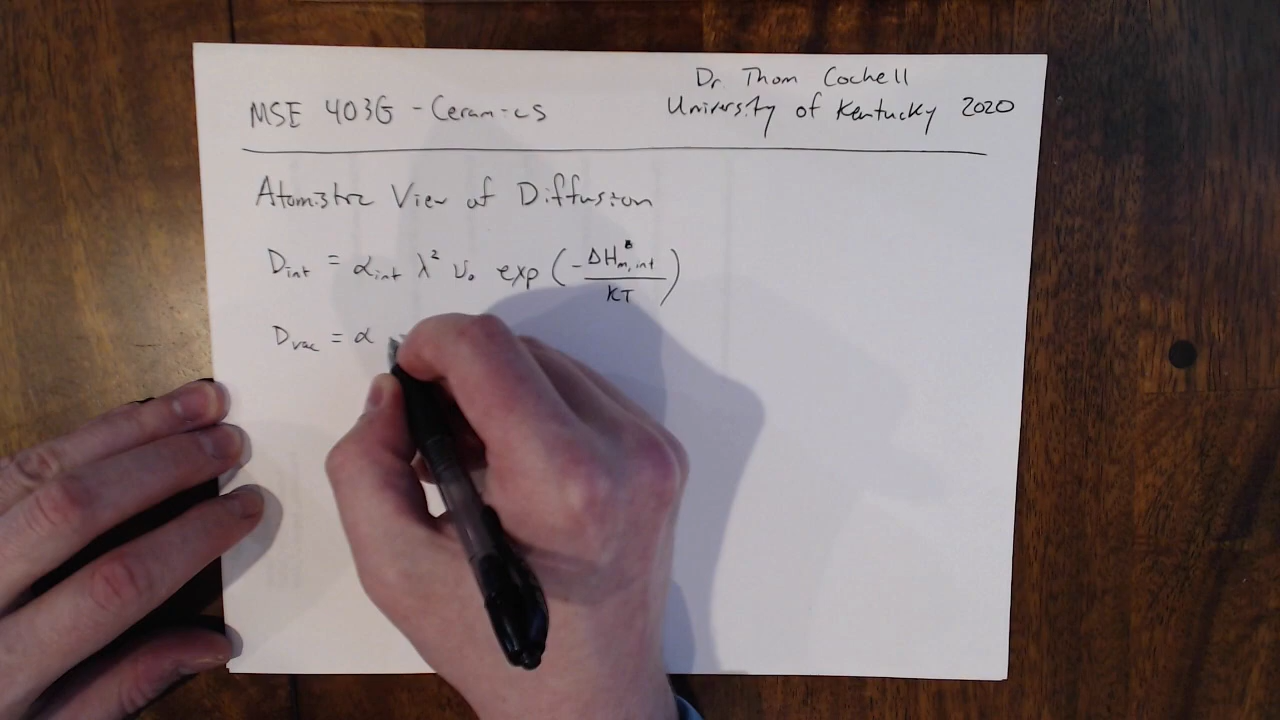 Dr. Thom Cochell
MSE 403G - Ceramics
University of Kentucky 2020
Atomistic View of Diffusion
D_int = α_int λ² ν₀ exp (-ΔH*_m,int / kT)
D_vac = α